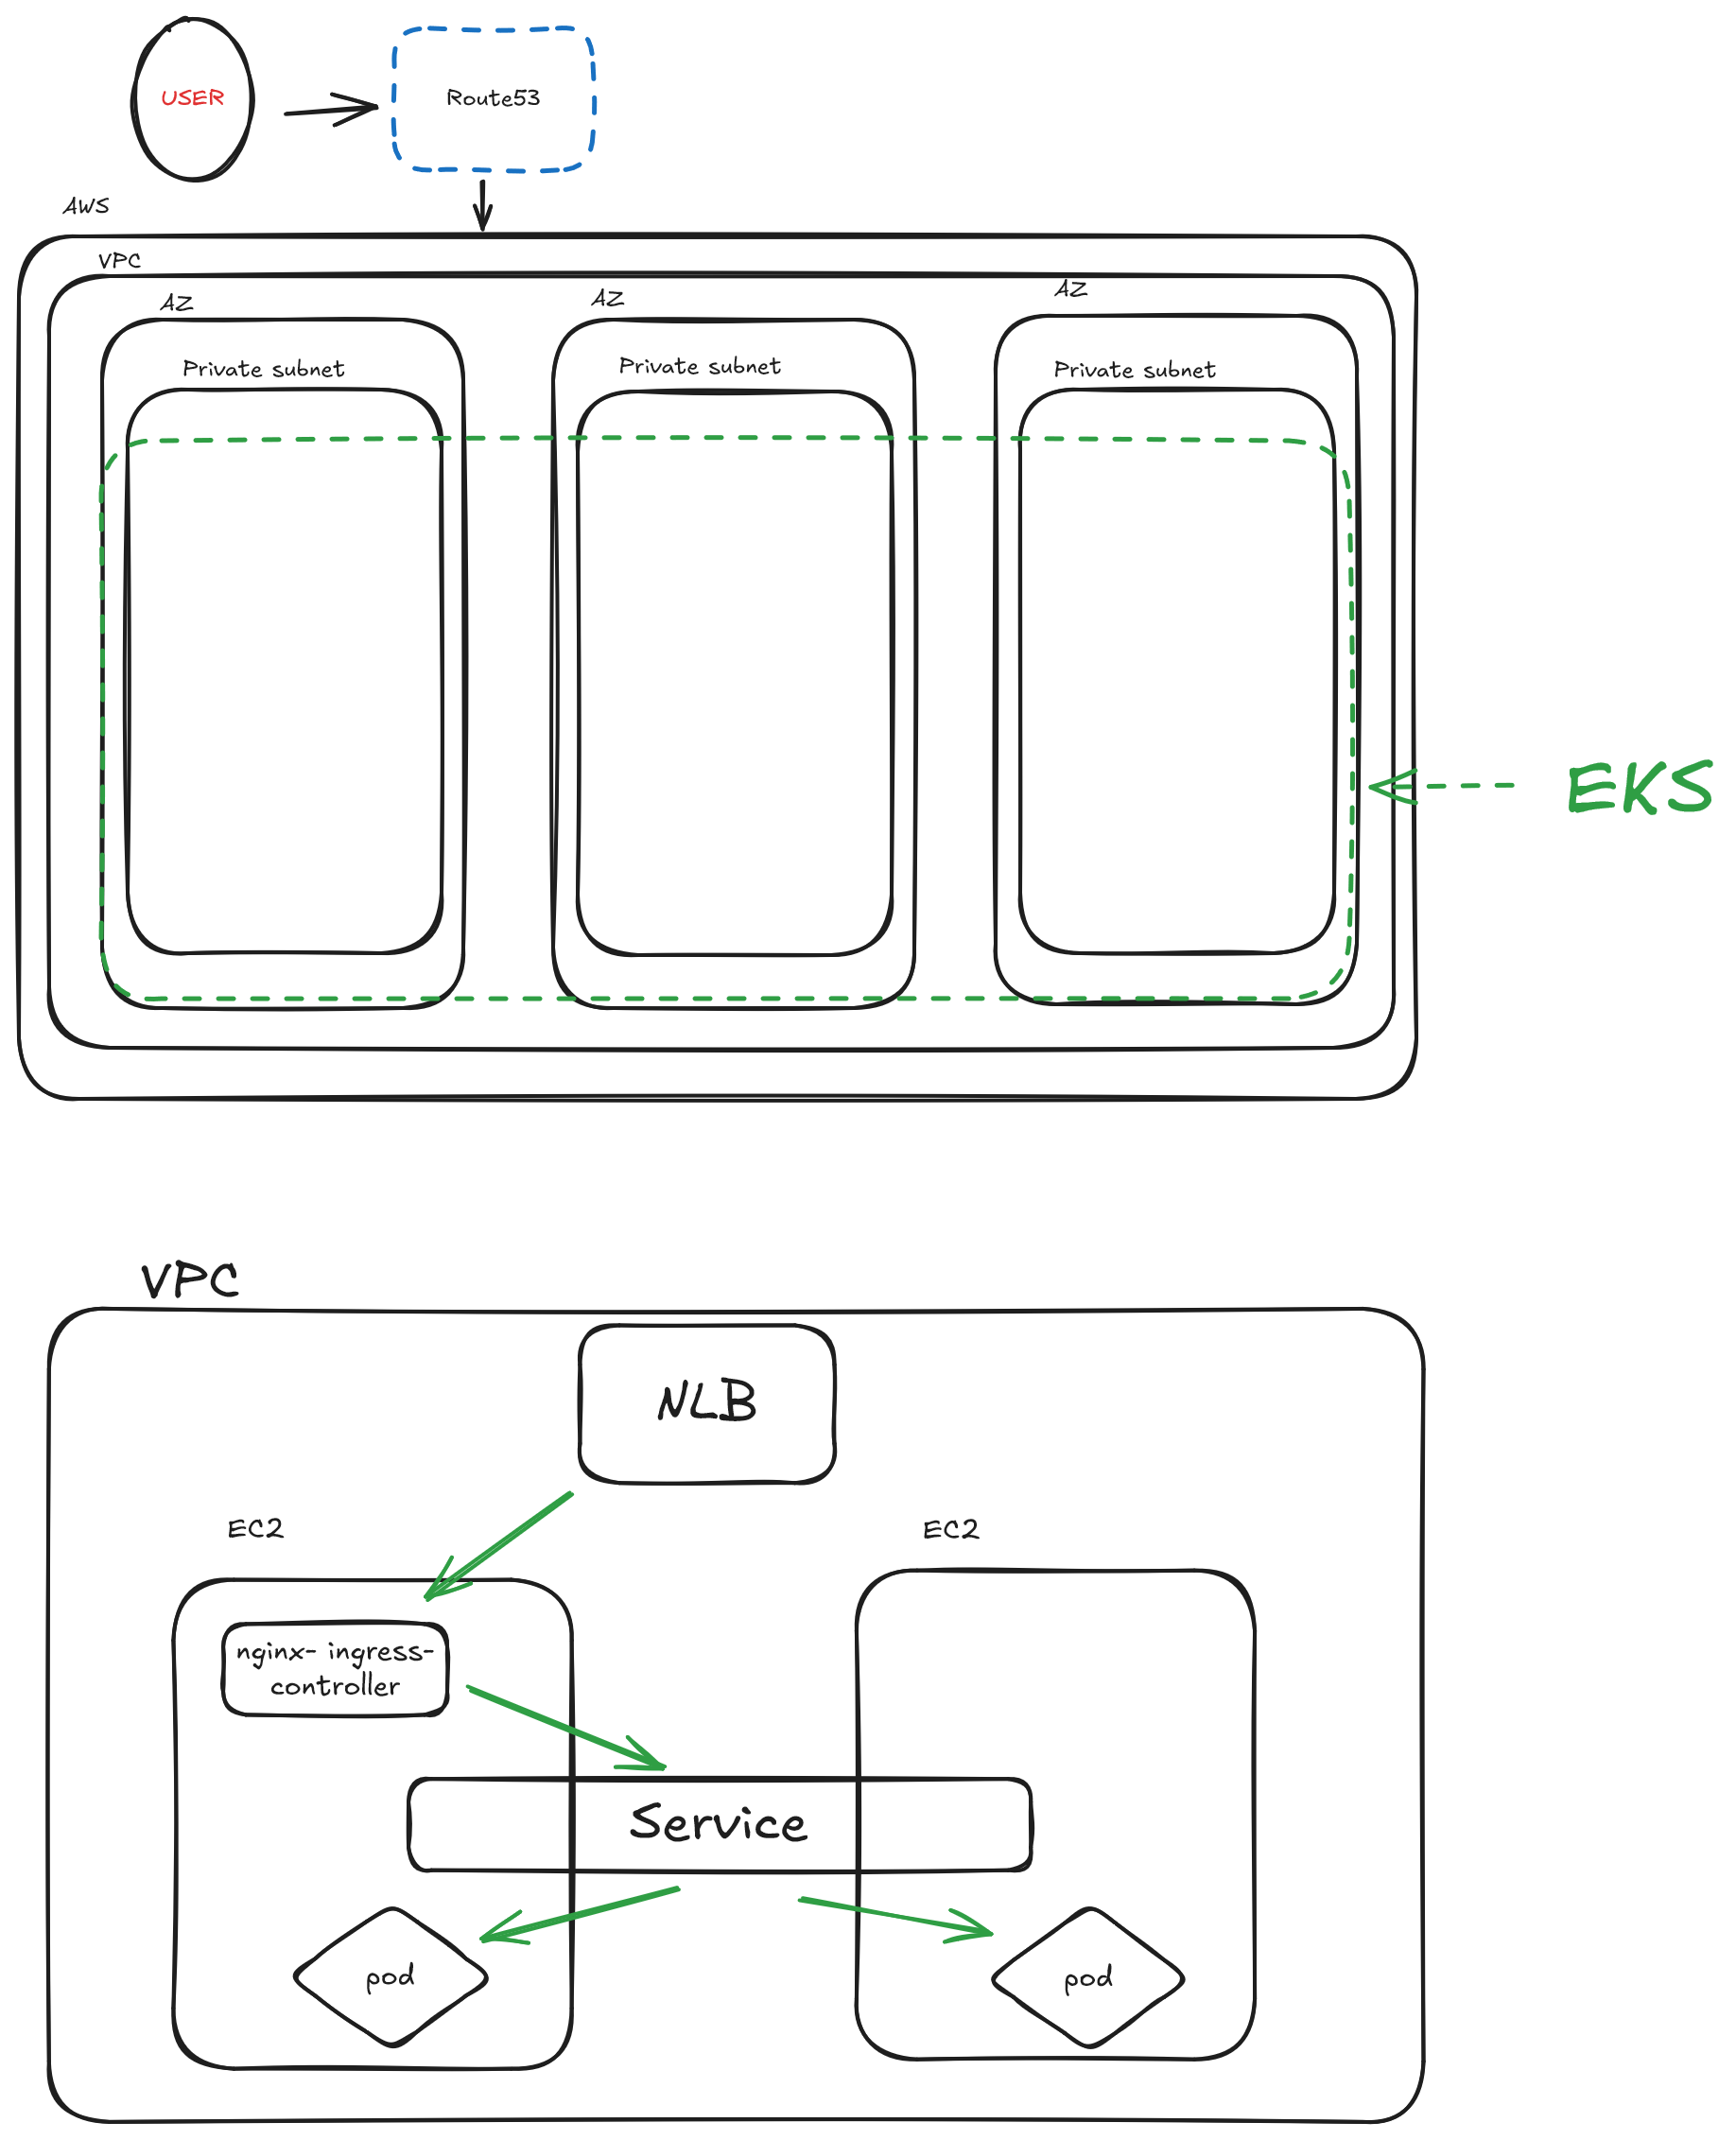 USER
Route53
AWS
VPC
AZ
AZ
AZ
Private subnet
Private subnet
Private subnet
EKS
VPC
NLB
EC2
EC2
nginx- ingress-
controller
Service
pod
pod